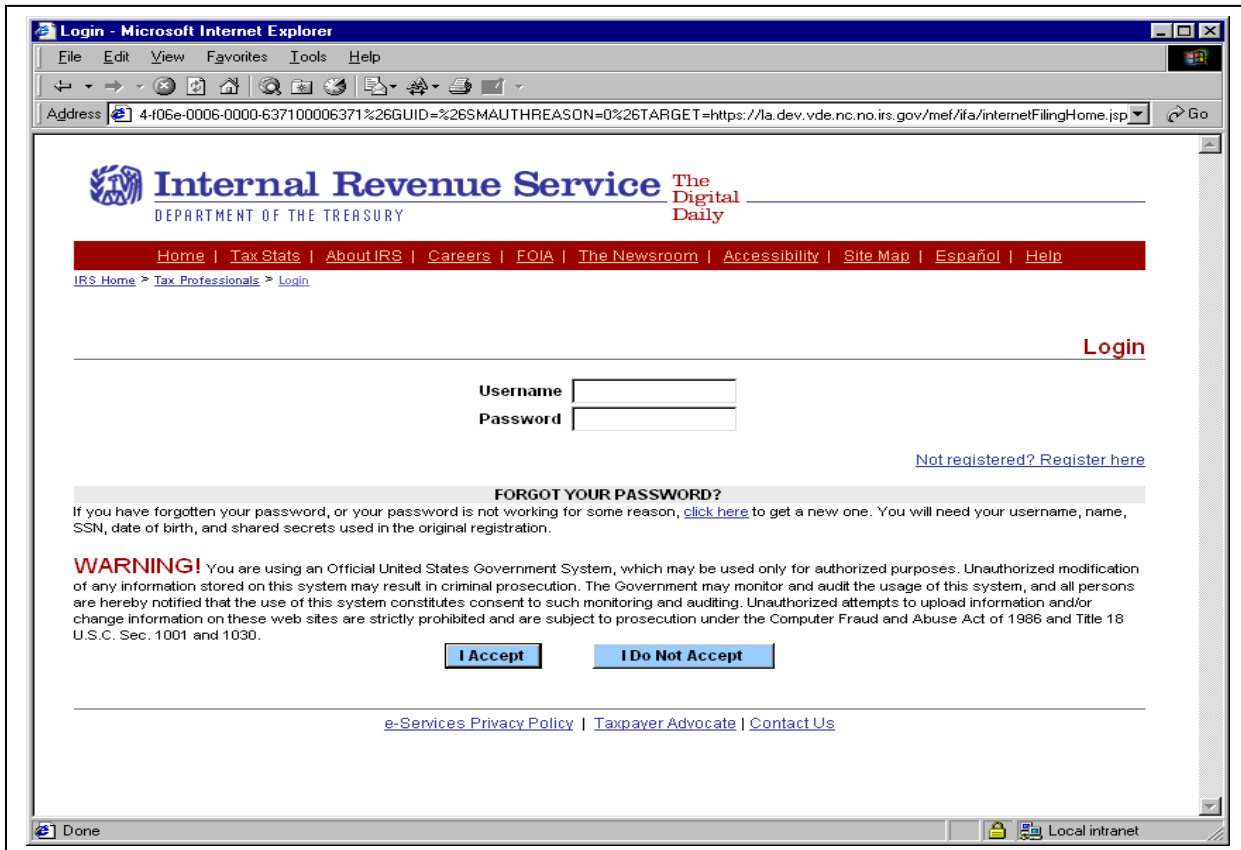 Login - Microsoft Internet Explorer
File Edit View Favorites Tools Help
Address 4-f06e-0006-0000-637100006371%26GUID=%26SMAUTHREASON=0%26TARGET=https://la.dev.vde.nc.no.irs.gov/mef/ifa/internetFilingHome.jsp Go
Internal Revenue Service
DEPARTMENT OF THE TREASURY
The
Digital
Daily
Home | Tax Stats | About IRS | Careers | FOIA | The Newsroom | Accessibility | Site Map | Español | Help
IRS Home > Tax Professionals > Login
Login
Username
Password
Not registered? Register here
FORGOT YOUR PASSWORD?
If you have forgotten your password, or your password is not working for some reason, click here to get a new one. You will need your username, name,
SSN, date of birth, and shared secrets used in the original registration.
WARNING! You are using an Official United States Government System, which may be used only for authorized purposes. Unauthorized modification
of any information stored on this system may result in criminal prosecution. The Government may monitor and audit the usage of this system, and all persons
are hereby notified that the use of this system constitutes consent to such monitoring and auditing. Unauthorized attempts to upload information and/or
change information on these web sites are strictly prohibited and are subject to prosecution under the Computer Fraud and Abuse Act of 1986 and Title 18
U.S.C. Sec. 1001 and 1030.
I Accept I Do Not Accept
e-Services Privacy Policy | Taxpayer Advocate | Contact Us
Done Local intranet